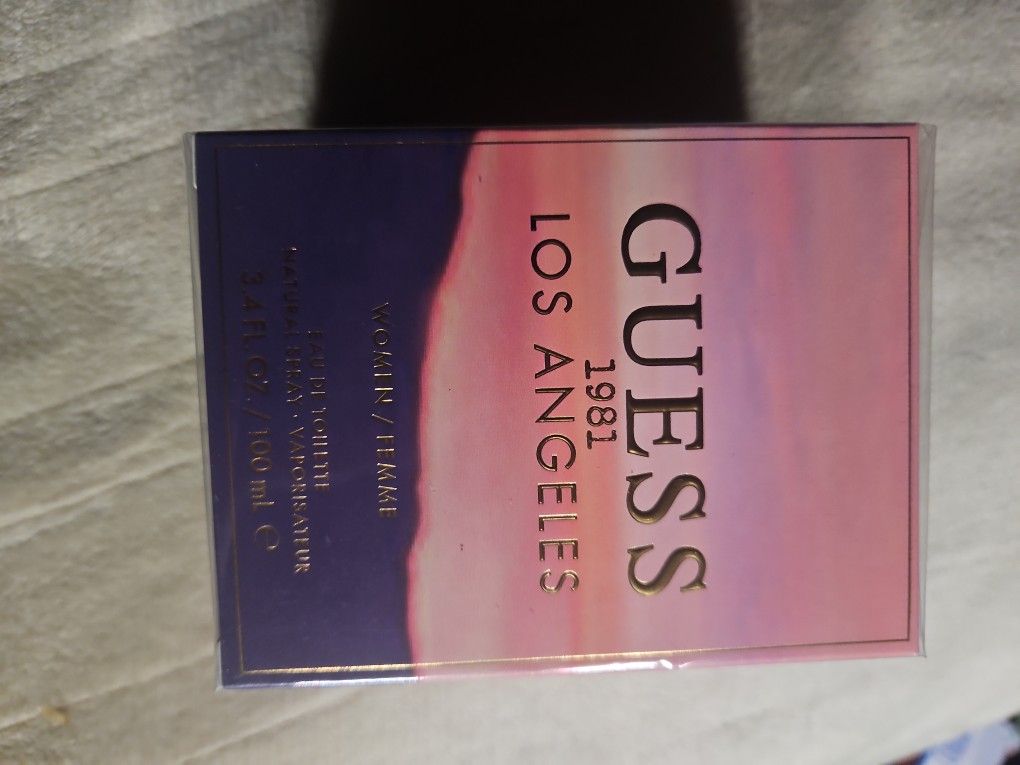 GUESS
1981
LOS ANGELES
WOMEN / FEMME
EAU DE TOILETTE
NATURAL SPRAY • VAPORISATEUR
3.4 FL.OZ./100 ml ℮